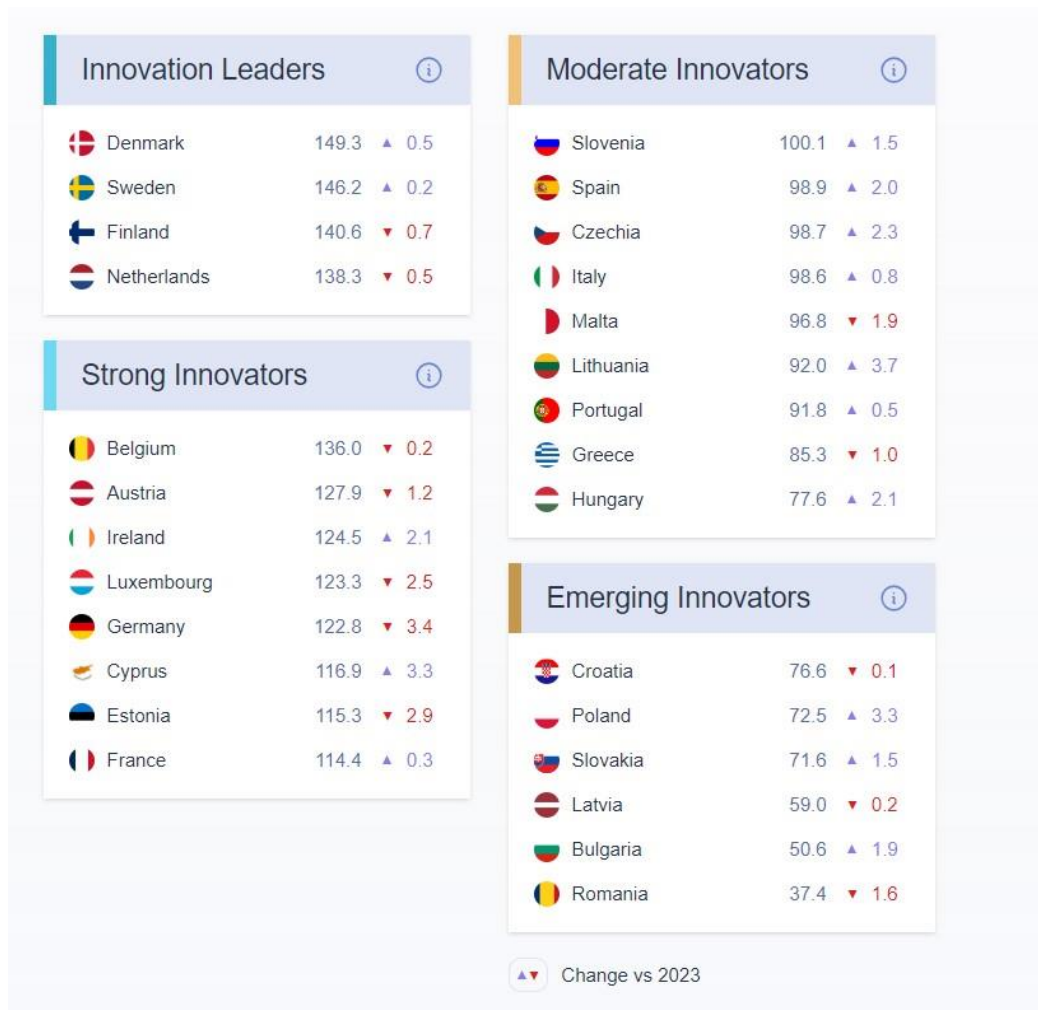 Innovation Leaders
Denmark 149.3 ▲ 0.5
Sweden 146.2 ▲ 0.2
Finland 140.6 ▼ 0.7
Netherlands 138.3 ▼ 0.5
Strong Innovators
Belgium 136.0 ▼ 0.2
Austria 127.9 ▼ 1.2
Ireland 124.5 ▲ 2.1
Luxembourg 123.3 ▼ 2.5
Germany 122.8 ▼ 3.4
Cyprus 116.9 ▲ 3.3
Estonia 115.3 ▼ 2.9
France 114.4 ▲ 0.3
Moderate Innovators
Slovenia 100.1 ▲ 1.5
Spain 98.9 ▲ 2.0
Czechia 98.7 ▲ 2.3
Italy 98.6 ▲ 0.8
Malta 96.8 ▼ 1.9
Lithuania 92.0 ▲ 3.7
Portugal 91.8 ▲ 0.5
Greece 85.3 ▼ 1.0
Hungary 77.6 ▲ 2.1
Emerging Innovators
Croatia 76.6 ▼ 0.1
Poland 72.5 ▲ 3.3
Slovakia 71.6 ▲ 1.5
Latvia 59.0 ▼ 0.2
Bulgaria 50.6 ▲ 1.9
Romania 37.4 ▼ 1.6
▲▼ Change vs 2023